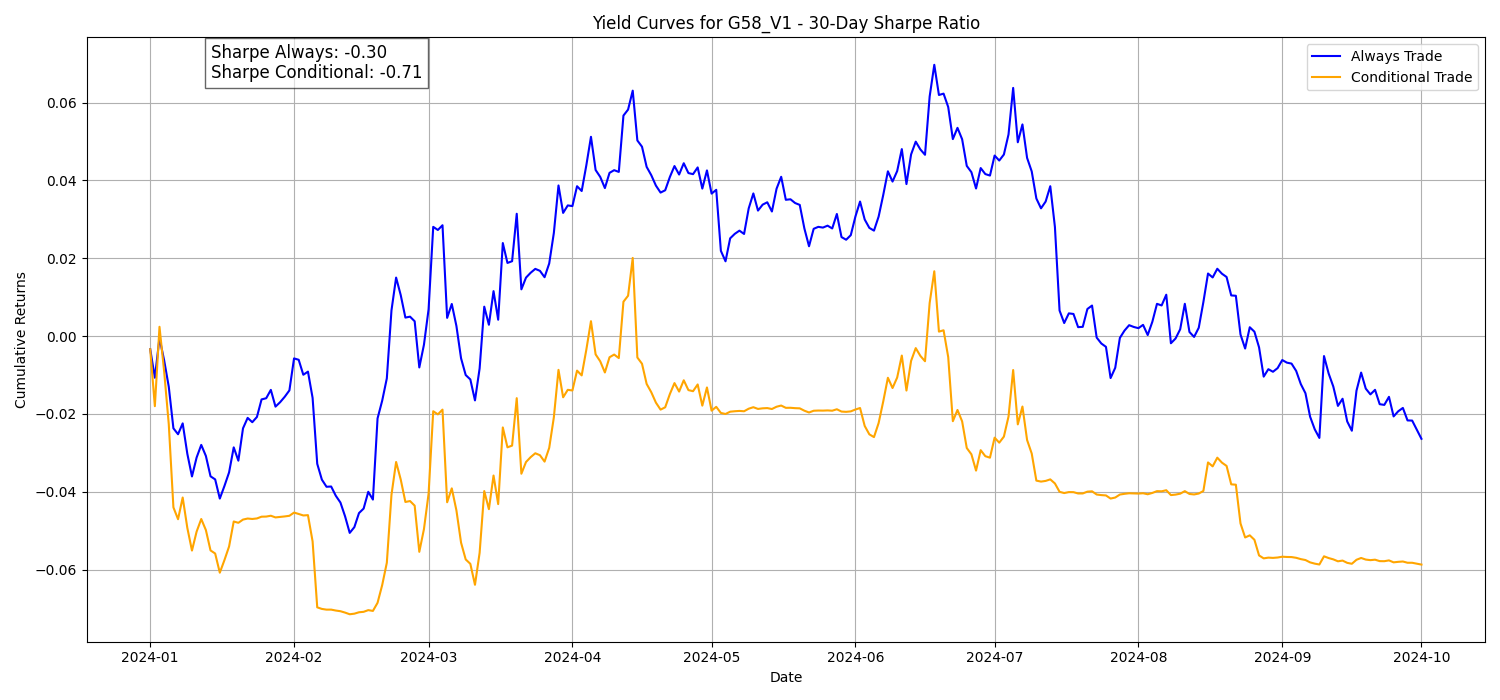 Yield Curves for G58_V1 - 30-Day Sharpe Ratio
Sharpe Always: -0.30
Sharpe Conditional: -0.71
Always Trade
Conditional Trade
Cumulative Returns
0.06
0.04
0.02
0.00
−0.02
−0.04
−0.06
2024-01
2024-02
2024-03
2024-04
2024-05
2024-06
2024-07
2024-08
2024-09
2024-10
Date